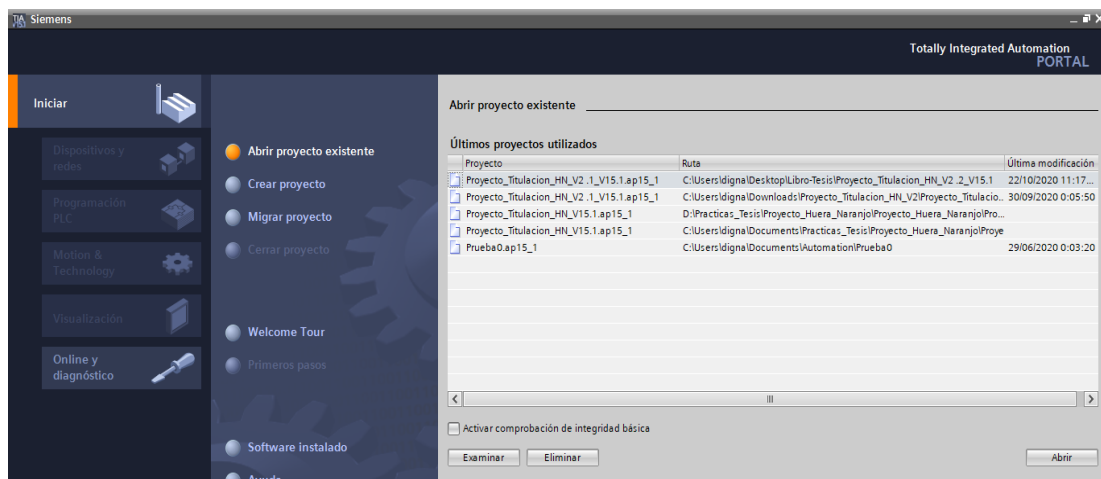 Siemens
Totally Integrated Automation
PORTAL
Iniciar
Dispositivos y
redes
Programación
PLC
Motion &
Technology
Visualización
Online y
diagnóstico
Abrir proyecto existente
Crear proyecto
Migrar proyecto
Cerrar proyecto
Welcome Tour
Primeros pasos
Software instalado
Ayuda
Abrir proyecto existente
Últimos proyectos utilizados
Proyecto Ruta Última modificación
Proyecto_Titulacion_HN_V2 .1_V15.1.ap15_1 C:\Users\digna\Desktop\Libro-Tesis\Proyecto_Titulacion_HN_V2 .2_V15.1 22/10/2020 11:17...
Proyecto_Titulacion_HN_V2 .1_V15.1.ap15_1 C:\Users\digna\Downloads\Proyecto_Titulacion_HN_V2\Proyecto_Titulacio... 30/09/2020 0:05:50
Proyecto_Titulacion_HN_V15.1.ap15_1 D:\Practicas_Tesis\Proyecto_Huera_Naranjo\Proyecto_Huera_Naranjo\Pro...
Proyecto_Titulacion_HN_V15.1.ap15_1 C:\Users\digna\Documents\Practicas_Tesis\Proyecto_Huera_Naranjo\Proye
Prueba0.ap15_1 C:\Users\digna\Documents\Automation\Prueba0 29/06/2020 0:03:20
Activar comprobación de integridad básica
Examinar Eliminar Abrir